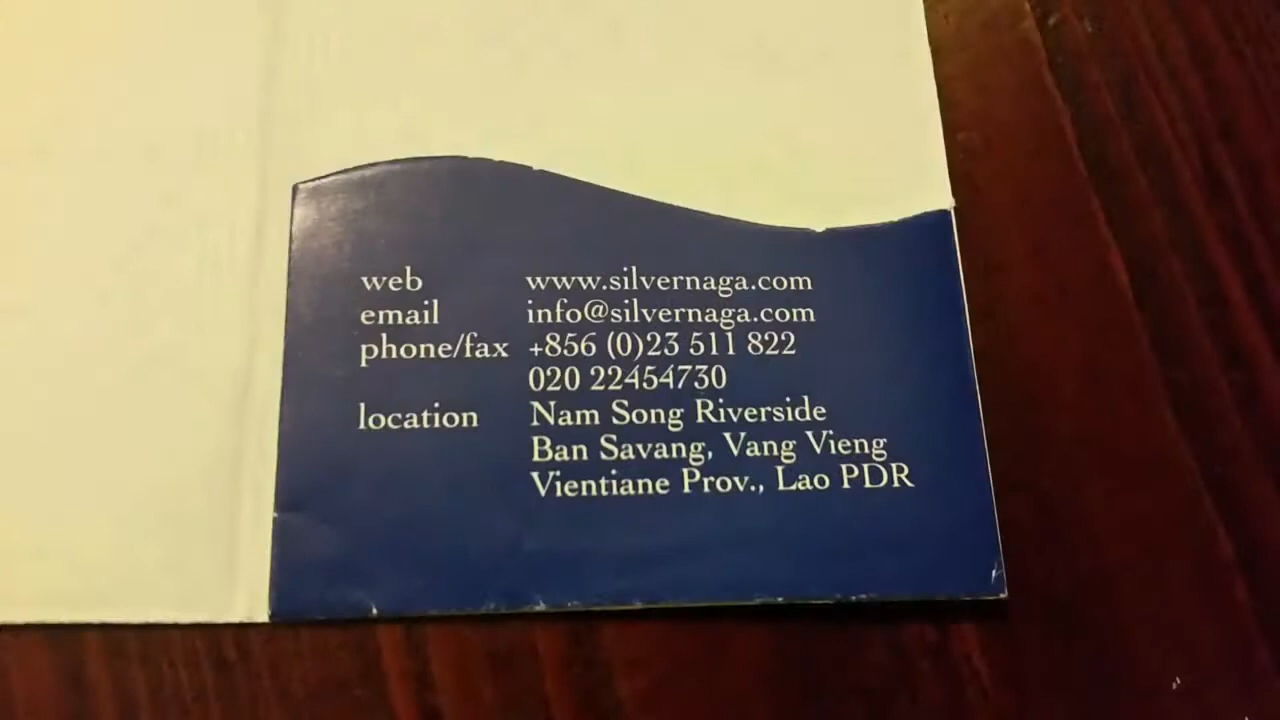 web www.silvernaga.com
email info@silvernaga.com
phone/fax +856 (0)23 511 822
020 22454730
location Nam Song Riverside
Ban Savang, Vang Vieng
Vientiane Prov., Lao PDR